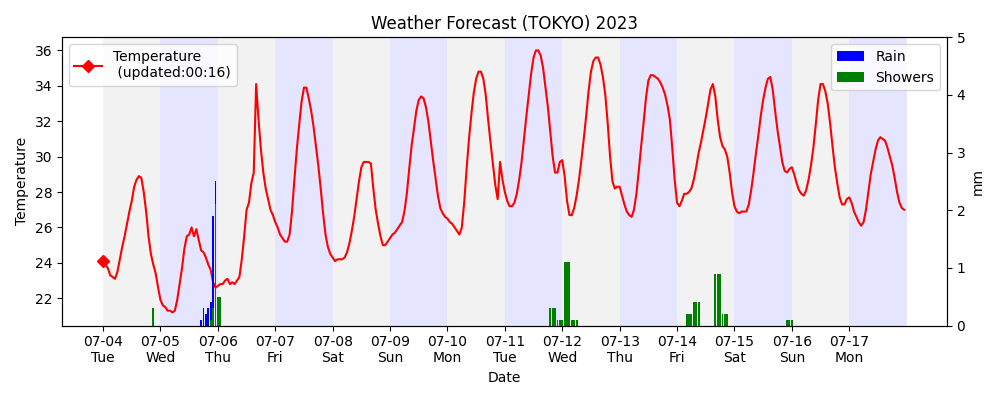 Weather Forecast (TOKYO) 2023
Temperature
(updated:00:16)
Rain
Showers
Temperature
36
34
32
30
28
26
24
22
5
4
3
2
1
0
mm
07-04 07-05 07-06 07-07 07-08 07-09 07-10 07-11 07-12 07-13 07-14 07-15 07-16 07-17
Tue Wed Thu Fri Sat Sun Mon Tue Wed Thu Fri Sat Sun Mon
Date